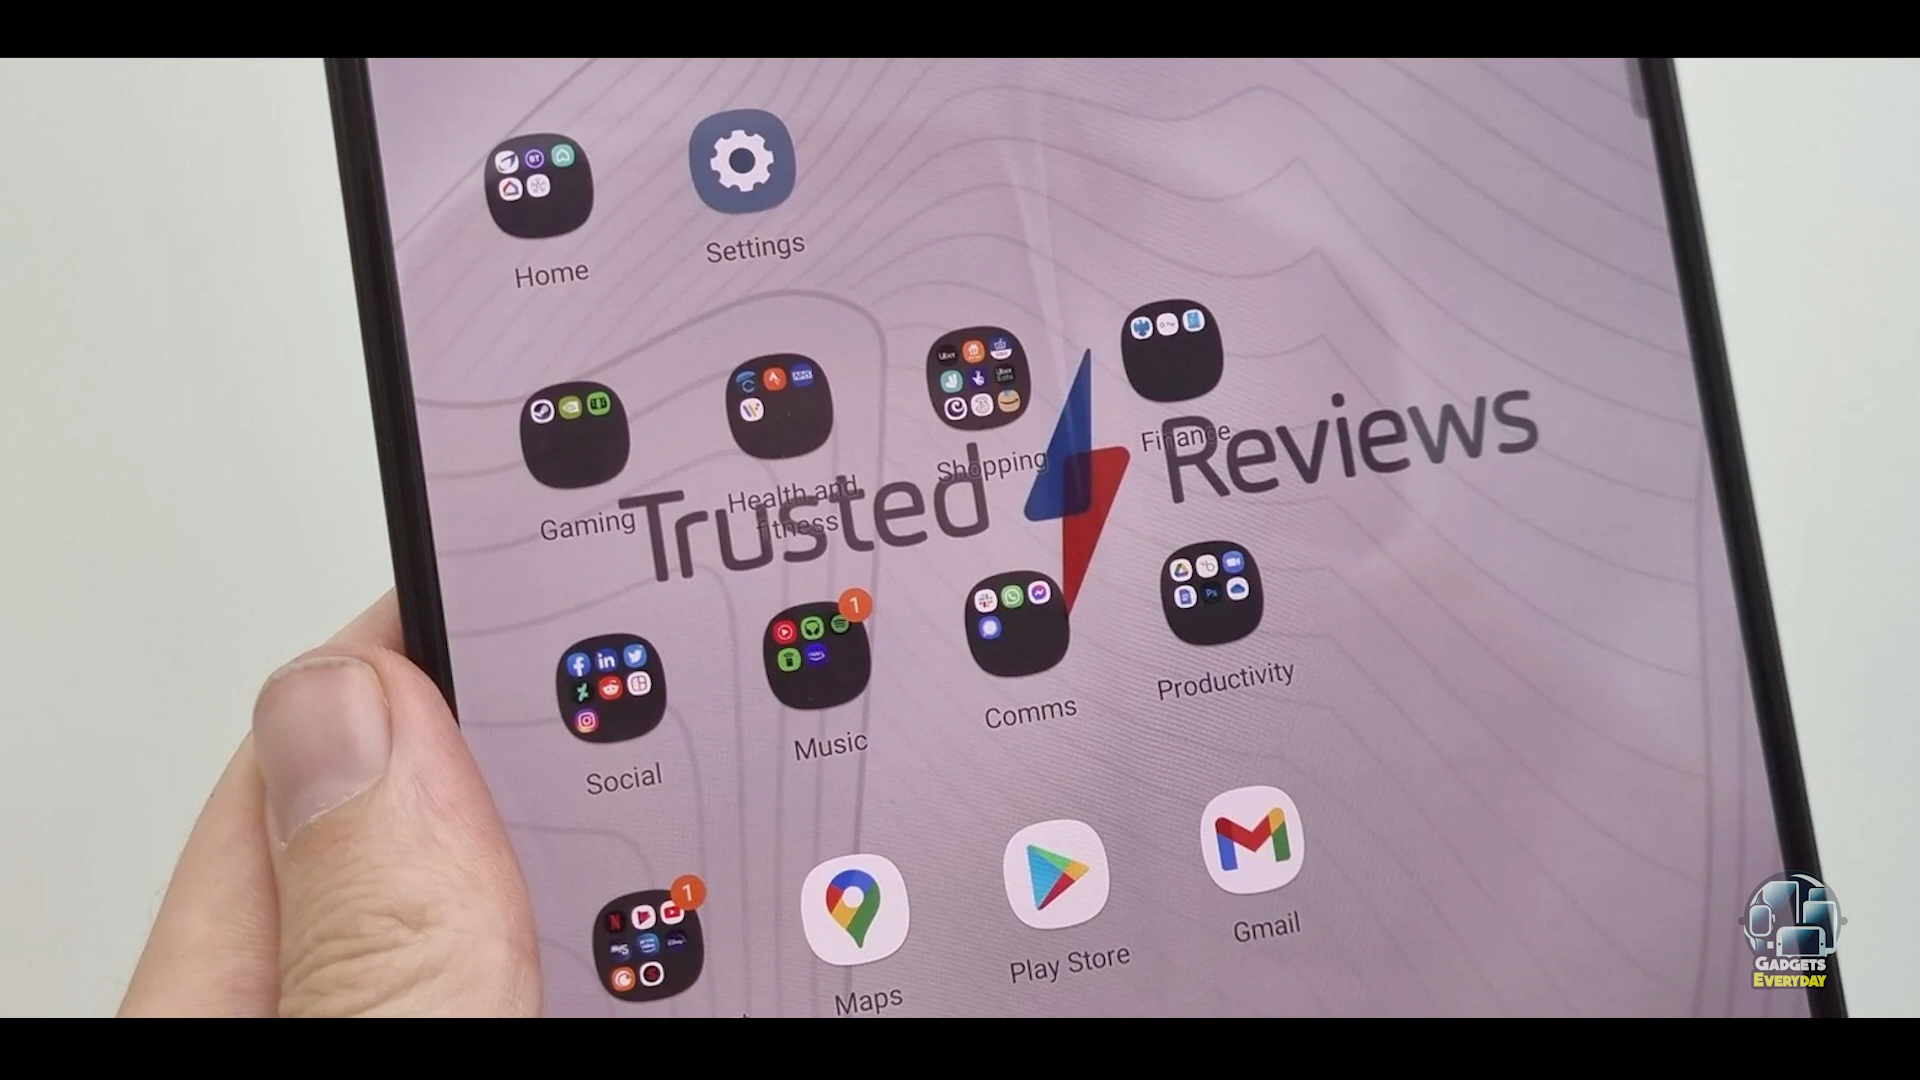 Home
Settings
Gaming
Health and
fitness
Shopping
Finance
Trusted Reviews
Social
Music
1
Comms
Productivity
1
Maps
Play Store
Gmail
GADGETS
EVERYDAY